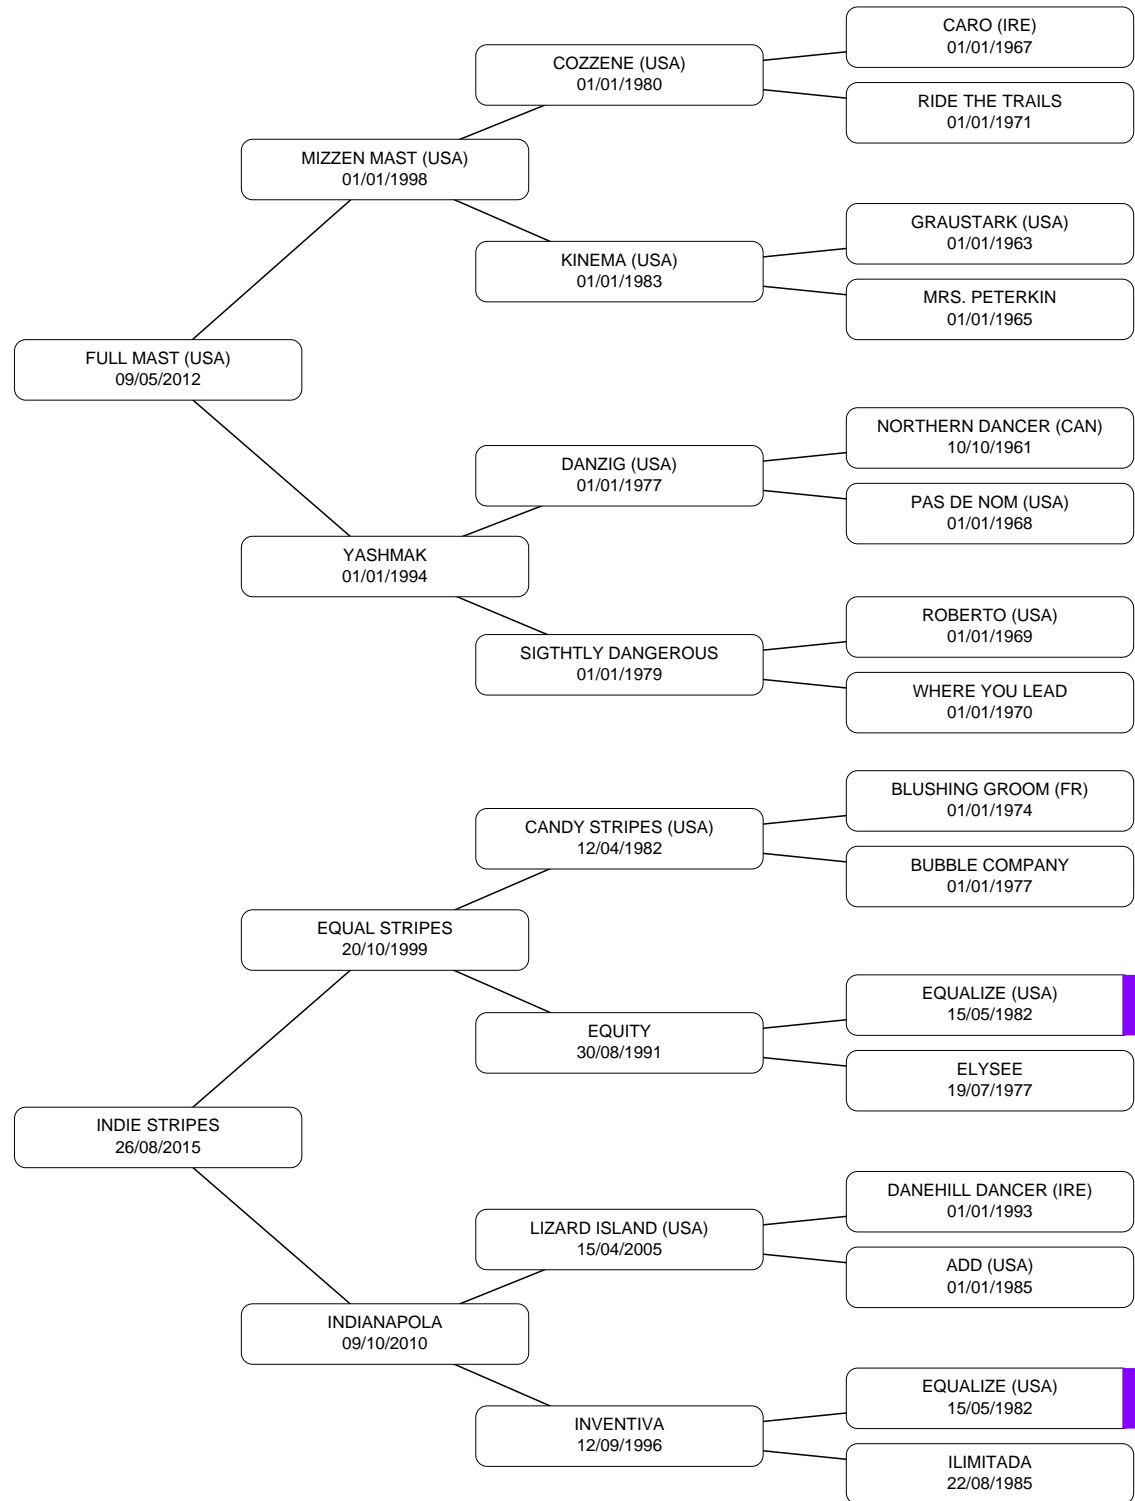 CARO (IRE)
01/01/1967
COZZENE (USA)
01/01/1980
RIDE THE TRAILS
01/01/1971
MIZZEN MAST (USA)
01/01/1998
GRAUSTARK (USA)
01/01/1963
KINEMA (USA)
01/01/1983
MRS. PETERKIN
01/01/1965
FULL MAST (USA)
09/05/2012
NORTHERN DANCER (CAN)
10/10/1961
DANZIG (USA)
01/01/1977
PAS DE NOM (USA)
01/01/1968
YASHMAK
01/01/1994
ROBERTO (USA)
01/01/1969
SIGTHTLY DANGEROUS
01/01/1979
WHERE YOU LEAD
01/01/1970
BLUSHING GROOM (FR)
01/01/1974
CANDY STRIPES (USA)
12/04/1982
BUBBLE COMPANY
01/01/1977
EQUAL STRIPES
20/10/1999
EQUALIZE (USA)
15/05/1982
EQUITY
30/08/1991
ELYSEE
19/07/1977
INDIE STRIPES
26/08/2015
DANEHILL DANCER (IRE)
01/01/1993
LIZARD ISLAND (USA)
15/04/2005
ADD (USA)
01/01/1985
INDIANAPOLA
09/10/2010
EQUALIZE (USA)
15/05/1982
INVENTIVA
12/09/1996
ILIMITADA
22/08/1985